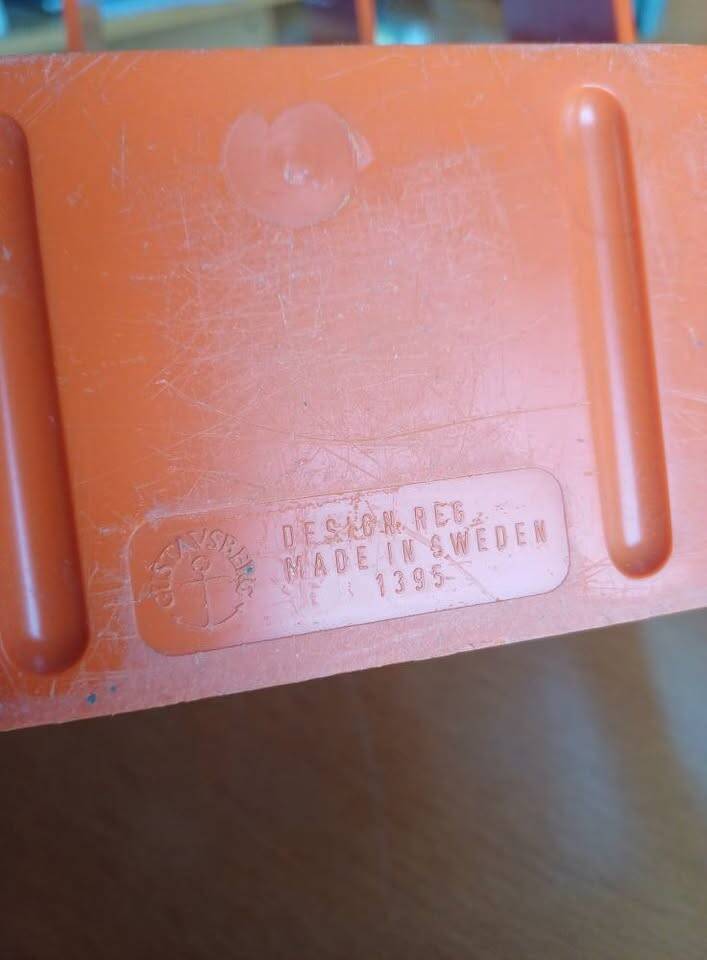 GUSTAVSBERG
DESIGN REG.
MADE IN SWEDEN
1395